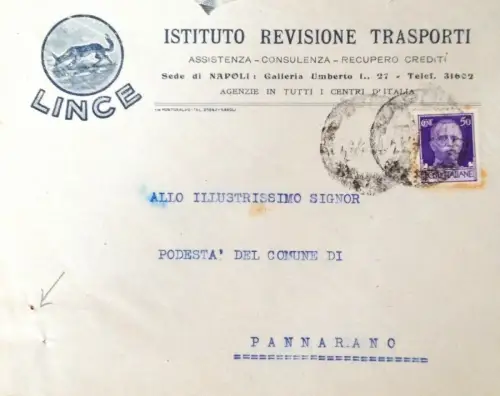 LINCE
ISTITUTO REVISIONE TRASPORTI
ASSISTENZA - CONSULENZA - RECUPERO CREDITI
Sede di NAPOLI: Galleria Umberto I., 27 - Telef. 31602
AGENZIE IN TUTTI I CENTRI D'ITALIA
CENT 50
ITALIANE
ALLO ILLUSTRISSIMO SIGNOR
PODESTA' DEL COMUNE DI
PANNARANO